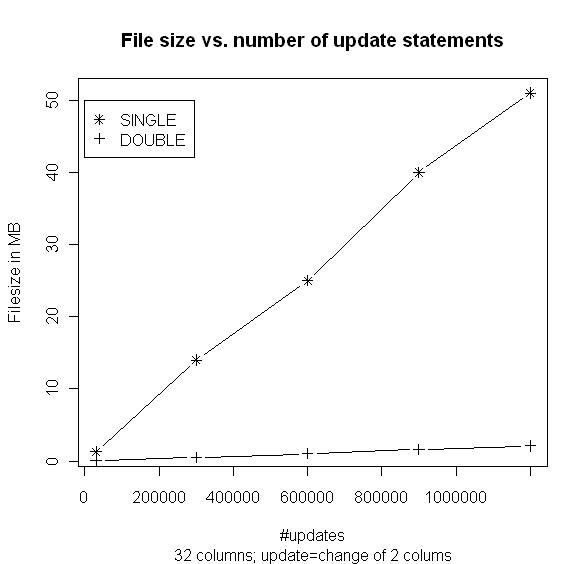 File size vs. number of update statements
50
40
30
20
10
0
Filesize in MB
SINGLE
DOUBLE
0 200000 400000 600000 800000 1000000
#updates
32 columns; update=change of 2 colums